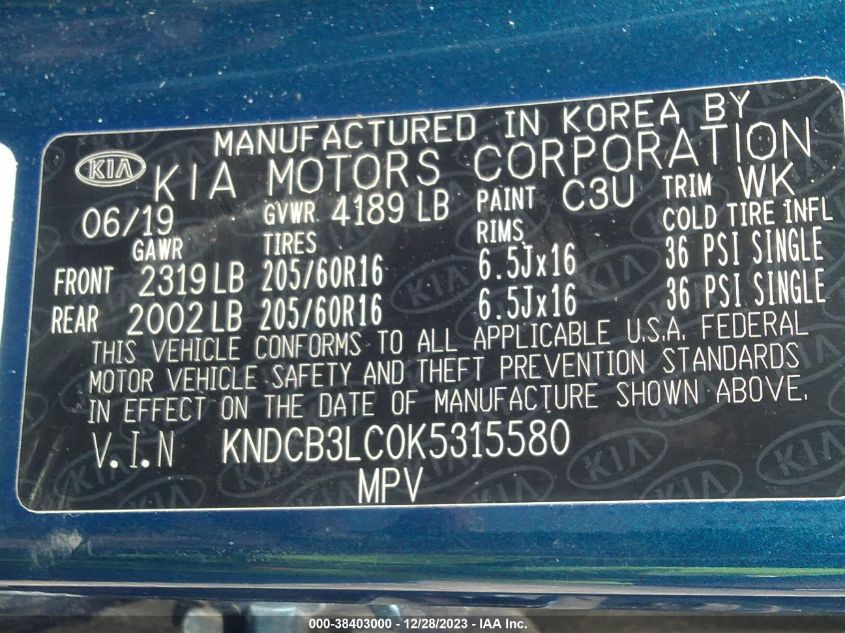 MANUFACTURED IN KOREA BY
KIA KIA MOTORS CORPORATION
06/19 GVWR 4189 LB PAINT C3U TRIM WK
GAWR TIRES RIMS COLD TIRE INFL
FRONT 2319 LB 205/60R16 6.5Jx16 36 PSI SINGLE
REAR 2002 LB 205/60R16 6.5Jx16 36 PSI SINGLE
THIS VEHICLE CONFORMS TO ALL APPLICABLE U.S.A. FEDERAL
MOTOR VEHICLE SAFETY AND THEFT PREVENTION STANDARDS
IN EFFECT ON THE DATE OF MANUFACTURE SHOWN ABOVE.
V.I.N KNDCB3LC0K5315580
MPV
000-38403000 - 12/28/2023 - IAA Inc.